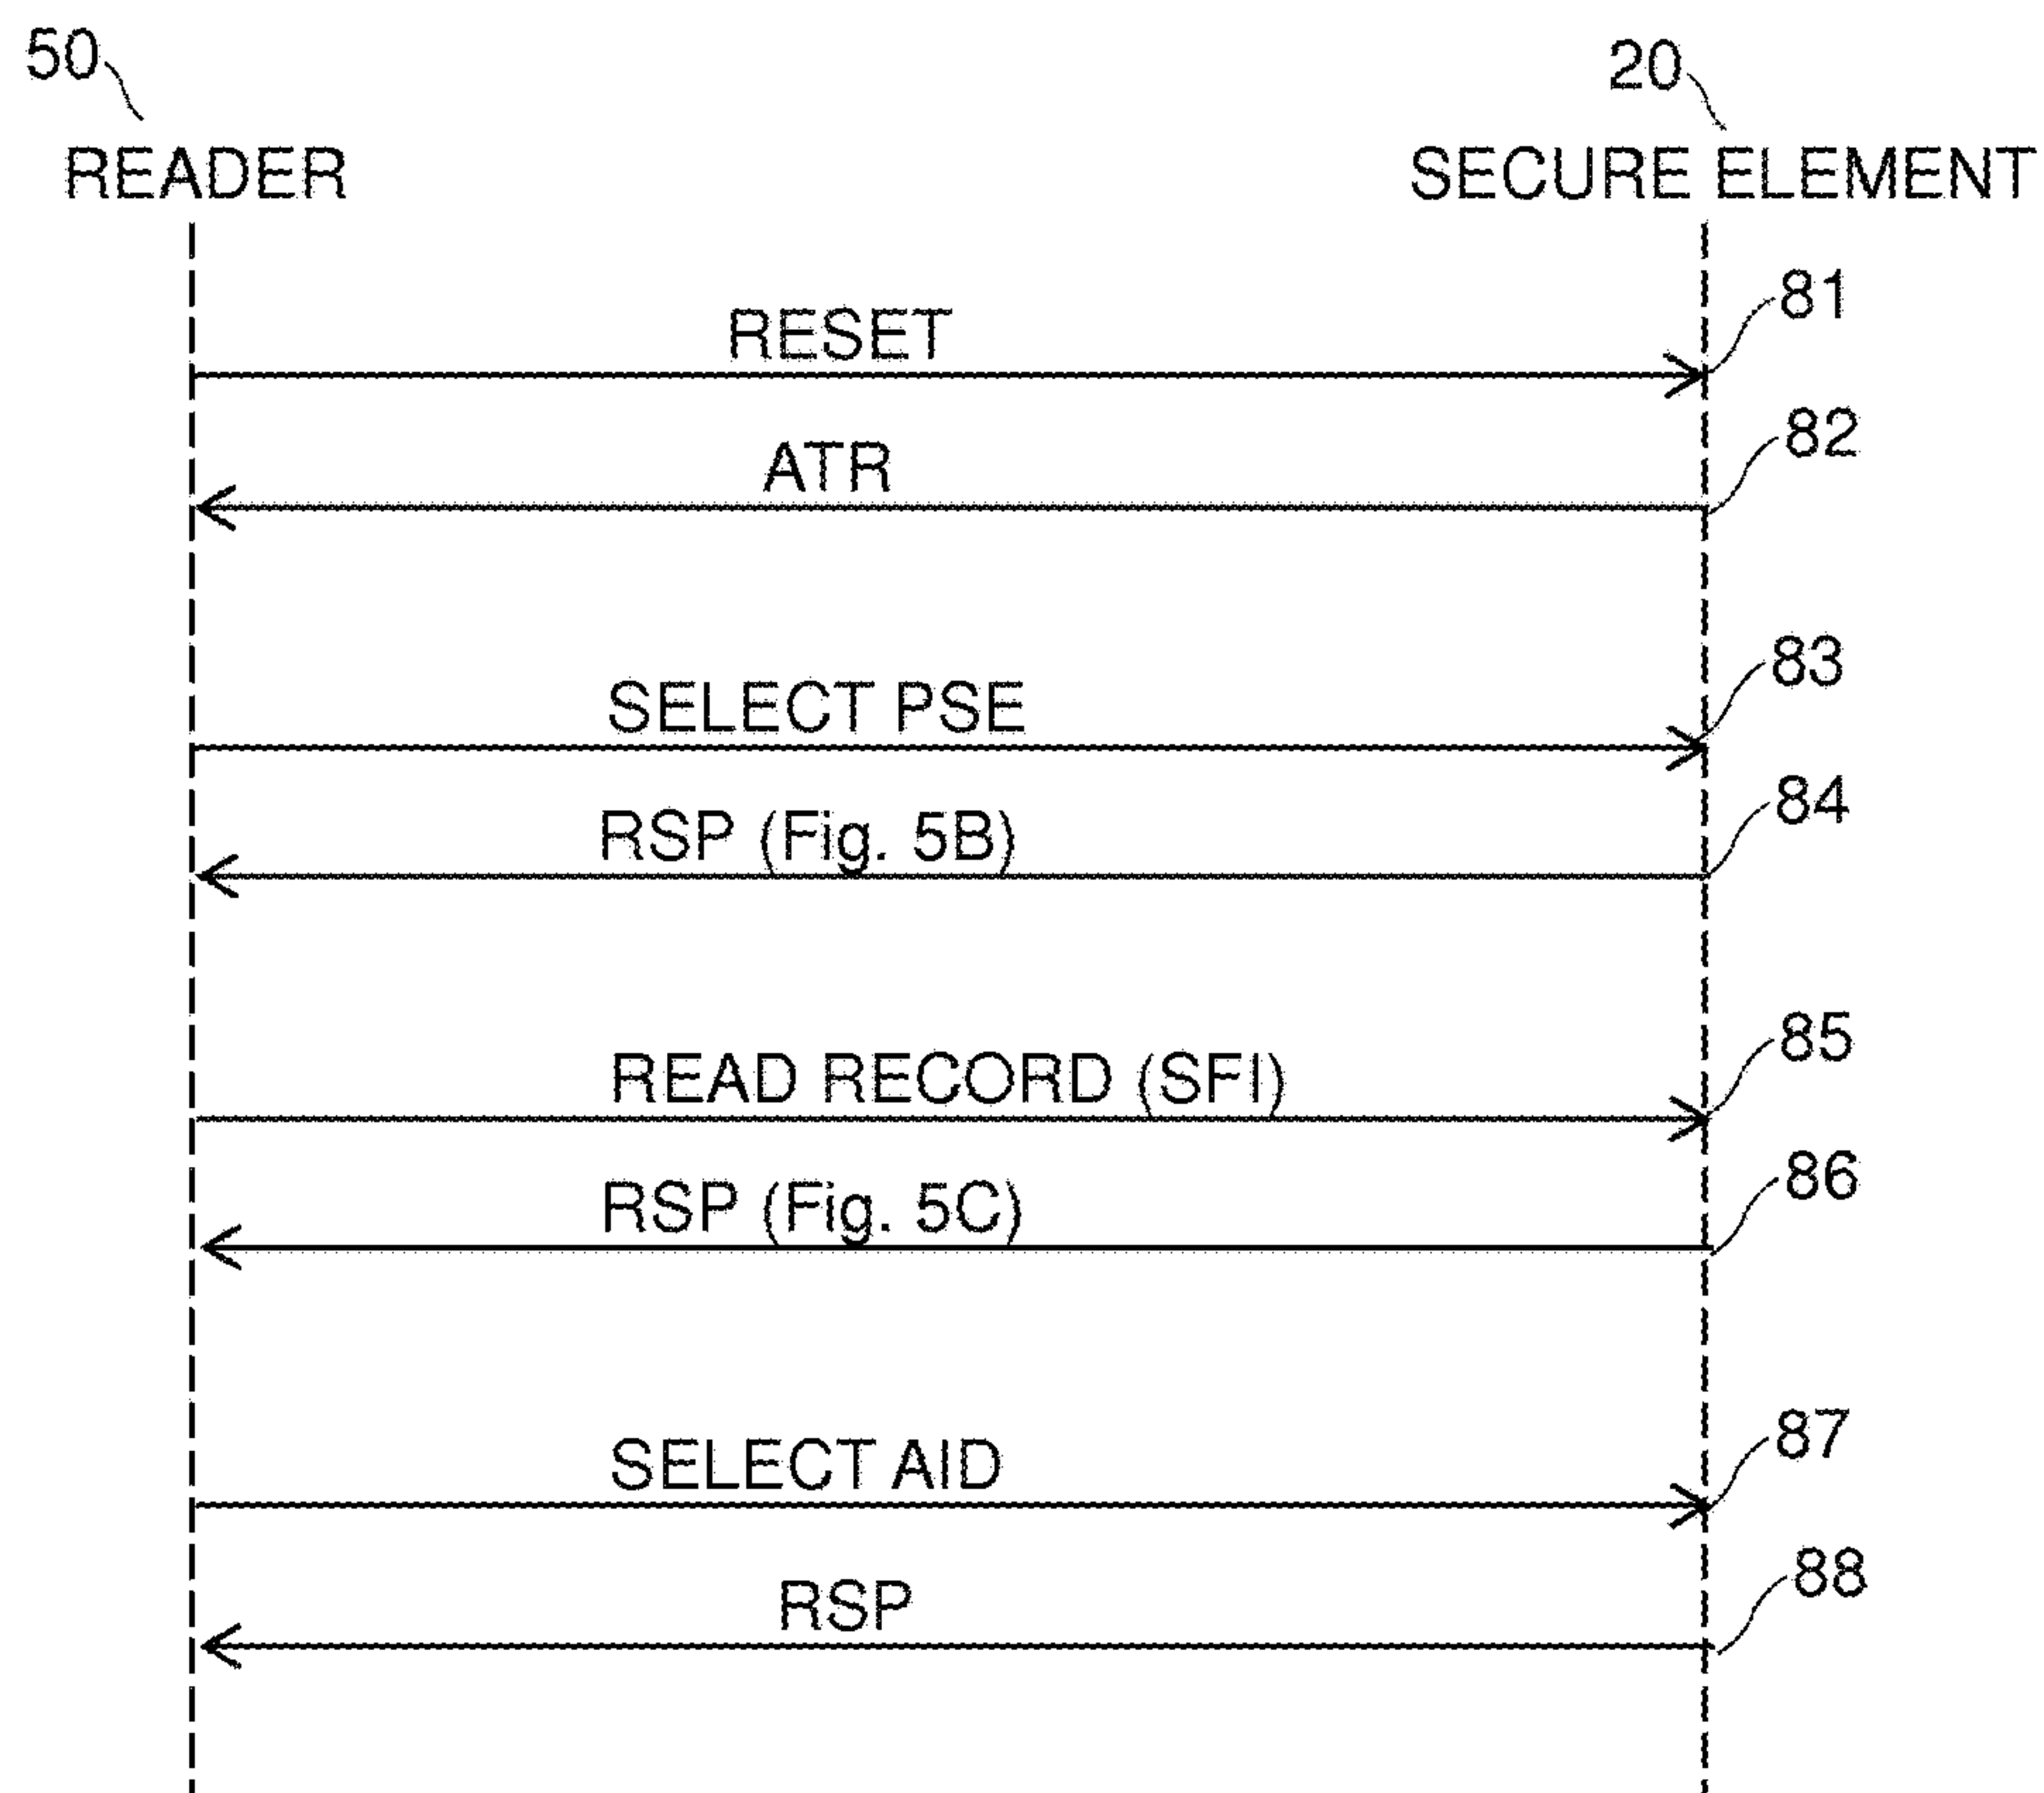 50
20
READER
SECURE ELEMENT
81
RESET
82
ATR
83
SELECT PSE
84
RSP (Fig. 5B)
85
READ RECORD (SFI)
86
RSP (Fig. 5C)
87
SELECT AID
88
RSP